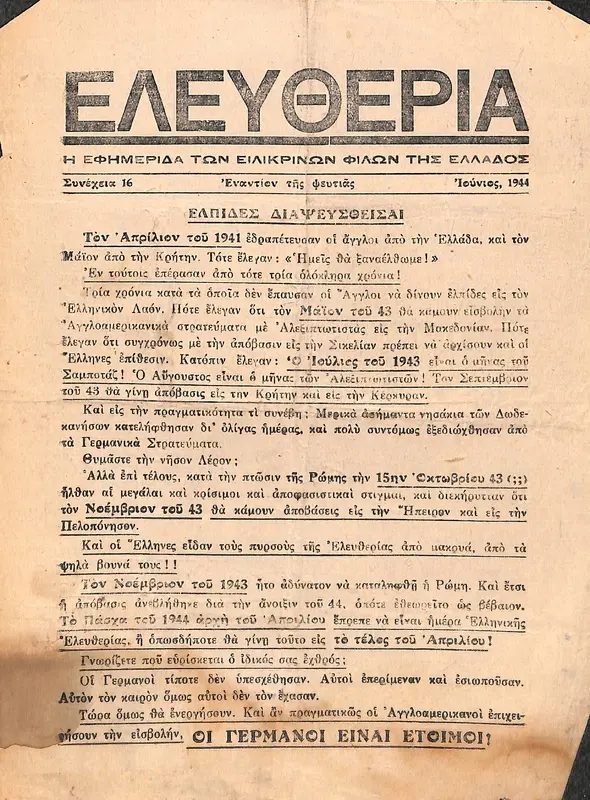 ΕΛΕΥΘΕΡΙΑ
Η ΕΦΗΜΕΡΙΔΑ ΤΩΝ ΕΙΛΙΚΡΙΝΩΝ ΦΙΛΩΝ ΤΗΣ ΕΛΛΑΔΟΣ
Συνέχεια 16 Ἐναντίον τῆς ψευτιᾶς Ἰούνιος, 1944
ΕΛΠΙΔΕΣ ΔΙΑΨΕΥΣΘΕΙΣΑΙ
Τὸν Ἀπρίλιον τοῦ 1941 ἐδραπέτευσαν οἱ ἄγγλοι ἀπὸ τὴν Ἑλλάδα, καὶ τὸν
Μάϊον ἀπὸ τὴν Κρήτην. Τότε ἔλεγαν: «Ἡμεῖς θὰ ξαναέλθωμε!»
Ἐν τούτοις ἐπέρασαν ἀπὸ τότε τρία ὁλόκληρα χρόνια!
Τρία χρόνια κατὰ τὰ ὁποῖα δὲν ἔπαυσαν οἱ Ἄγγλοι νὰ δίνουν ἐλπίδες εἰς τὸν
Ἑλληνικὸν Λαόν. Πότε ἔλεγαν ὅτι τὸν Μάϊον τοῦ 43 θὰ κάμουν εἰσβολὴν τὰ
Ἀγγλοαμερικανικὰ στρατεύματα μὲ Ἀλεξιπτωτιστὰς εἰς τὴν Μακεδονίαν. Πότε
ἔλεγαν ὅτι συγχρόνως μὲ τὴν ἀπόβασιν εἰς τὴν Σικελίαν πρέπει νὰ ἀρχίσουν καὶ οἱ
Ἕλληνες ἐπίθεσιν. Κατόπιν ἔλεγαν: Ὁ Ἰούλιος τοῦ 1943 εἶναι ὁ μῆνας τοῦ
Σαμποτάζ! Ὁ Αὔγουστος εἶναι ὁ μῆνας τῶν Ἀλεξιπτωτιστῶν! Τὸν Σεπτέμβριον
τοῦ 43 θὰ γίνῃ ἀπόβασις εἰς την Κρήτην καὶ εἰς τὴν Κέρκυραν.
Καὶ εἰς τὴν πραγματικότητα τὶ συνέβη; Μερικὰ ἀσήμαντα νησάκια τῶν Δωδε-
κανήσων κατελήφθησαν δι' ὀλίγας ἡμέρας, καὶ πολὺ συντόμως ἐξεδιώχθησαν ἀπὸ
τὰ Γερμανικὰ Στρατεύματα.
Θυμᾶστε τὴν νῆσον Λέρον;
Ἀλλὰ ἐπὶ τέλους, κατὰ τὴν πτῶσιν τῆς Ρώμης τὴν 15ην Ὀκτωβρίου 43 (;;)
ἦλθαν αἱ μεγάλαι καὶ κρίσιμοι καὶ ἀποφασιστικαὶ στιγμαὶ, καὶ διεκήρυττον ὅτι
τὸν Νοέμβριον τοῦ 43 θὰ κάμουν ἀποβάσεις εἰς τὴν Ἤπειρον καὶ εἰς τὴν
Πελοπόνησον.
Καὶ οἱ Ἕλληνες εἶδαν τοὺς πυρσοὺς τῆς Ἐλευθερίας ἀπὸ μακρυά, ἀπὸ τὰ
ψηλὰ βουνά τους!!
Τὸν Νοέμβριον τοῦ 1943 ἦτο ἀδύνατον νὰ καταληφθῇ ἡ Ρώμη. Καὶ ἔτσι
ἡ ἀπόβασις ἀνεβλήθηκε διὰ τὴν ἄνοιξιν τοῦ 44, ὁπότε ἐθεωρεῖτο ὡς βέβαιον.
Τὸ Πάσχα τοῦ 1944 ἀρχὴ τοῦ Ἀπριλίου ἔπρεπε νὰ εἶναι ἡμέρα Ἑλληνικῆς
Ἐλευθερίας, ἢ ὁπωσδήποτε θὰ γίνῃ τοῦτο εἰς τὸ τέλος τοῦ Ἀπριλίου!
Γνωρίζετε ποῦ εὑρίσκεται ὁ ἰδικός σας ἐχθρός;
Οἱ Γερμανοὶ τίποτε δὲν ὑπεσχέθησαν. Αὐτοὶ ἐπερίμεναν καὶ ἐσιωποῦσαν.
Αὐτὸν τὸν καιρὸν ὅμως αὐτοὶ δὲν τὸν ἔχασαν.
Τώρα ὅμως θὰ ἐνεργήσουν. Καὶ ἂν πραγματικῶς οἱ Ἀγγλοαμερικανοὶ ἐπιχει-
ρήσουν τὴν εἰσβολὴν, ΟΙ ΓΕΡΜΑΝΟΙ ΕΙΝΑΙ ΕΤΟΙΜΟΙ!